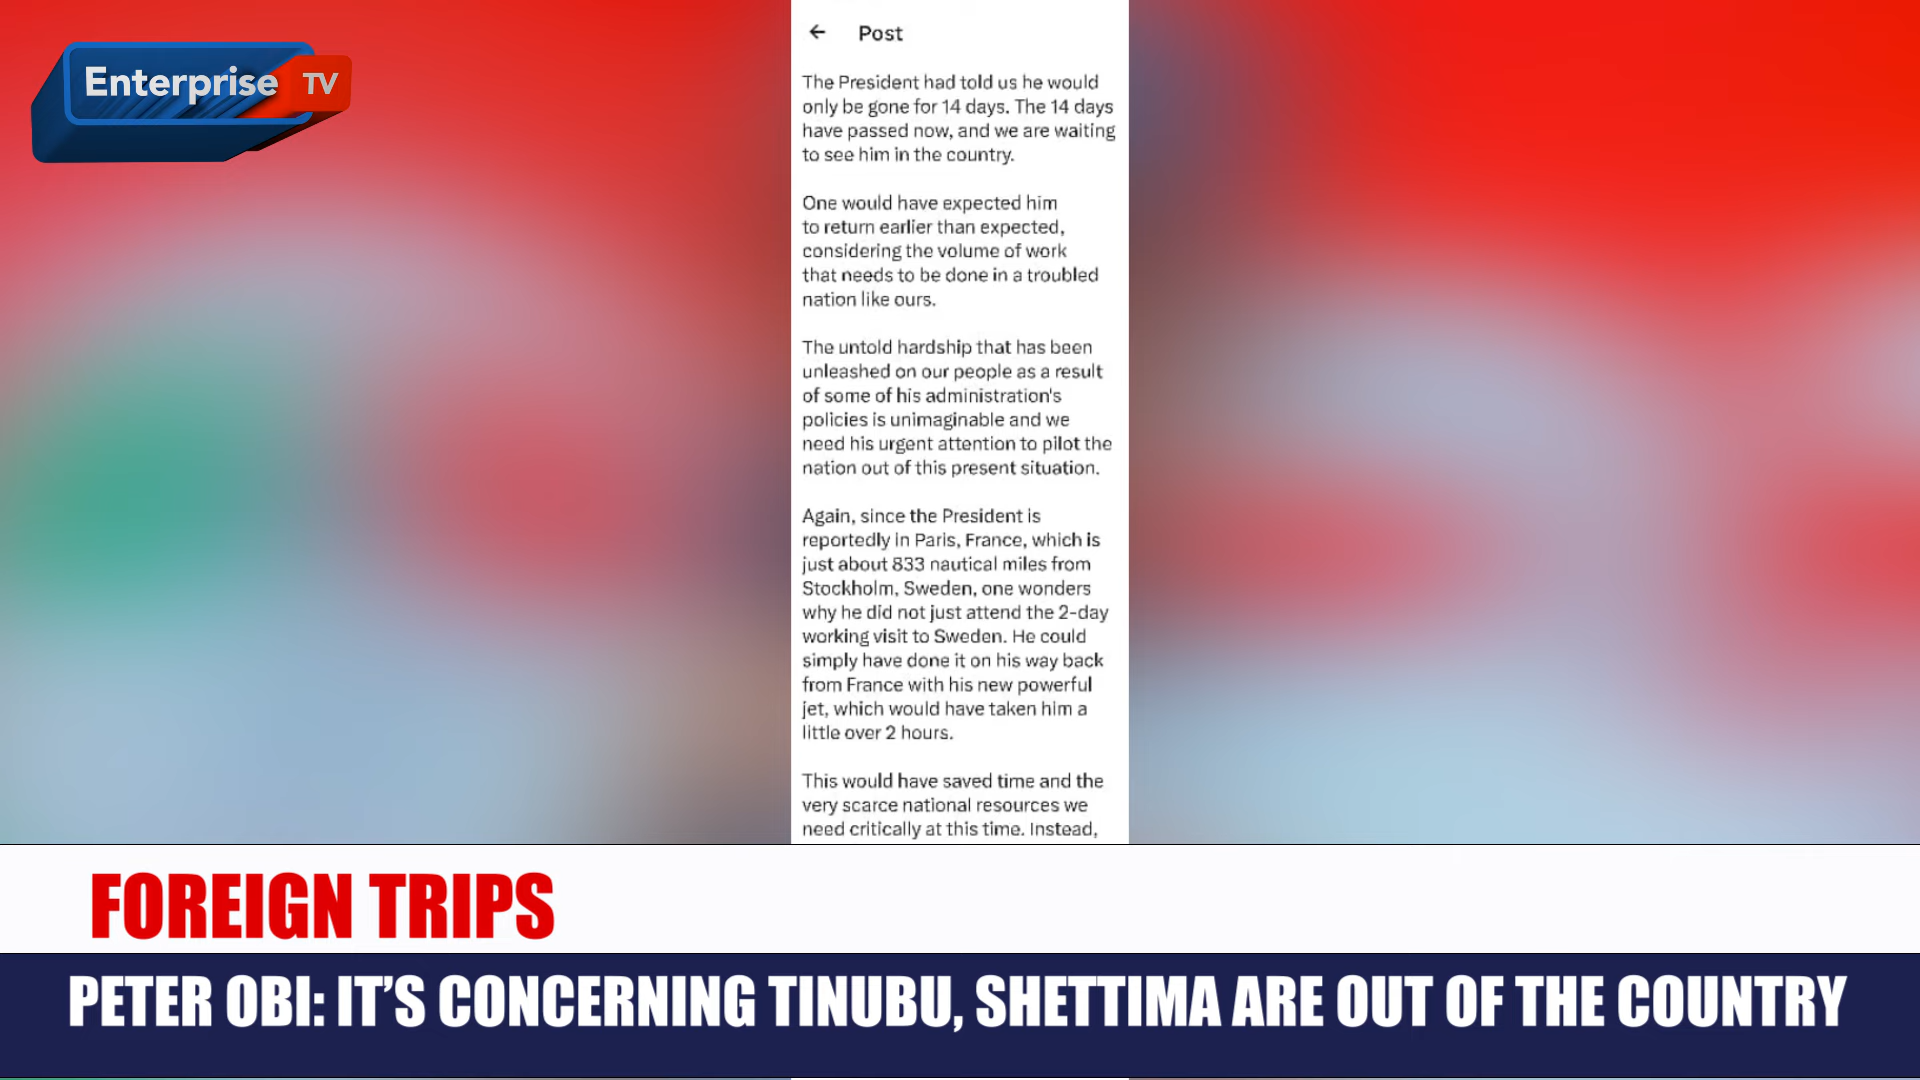 Enterprise TV
Post
The President had told us he would
only be gone for 14 days. The 14 days
have passed now, and we are waiting
to see him in the country.
One would have expected him
to return earlier than expected,
considering the volume of work
that needs to be done in a troubled
nation like ours.
The untold hardship that has been
unleashed on our people as a result
of some of his administration's
policies is unimaginable and we
need his urgent attention to pilot the
nation out of this present situation.
Again, since the President is
reportedly in Paris, France, which is
just about 833 nautical miles from
Stockholm, Sweden, one wonders
why he did not just attend the 2-day
working visit to Sweden. He could
simply have done it on his way back
from France with his new powerful
jet, which would have taken him a
little over 2 hours.
This would have saved time and the
very scarce national resources we
need critically at this time. Instead,
FOREIGN TRIPS
PETER OBI: IT’S CONCERNING TINUBU, SHETTIMA ARE OUT OF THE COUNTRY